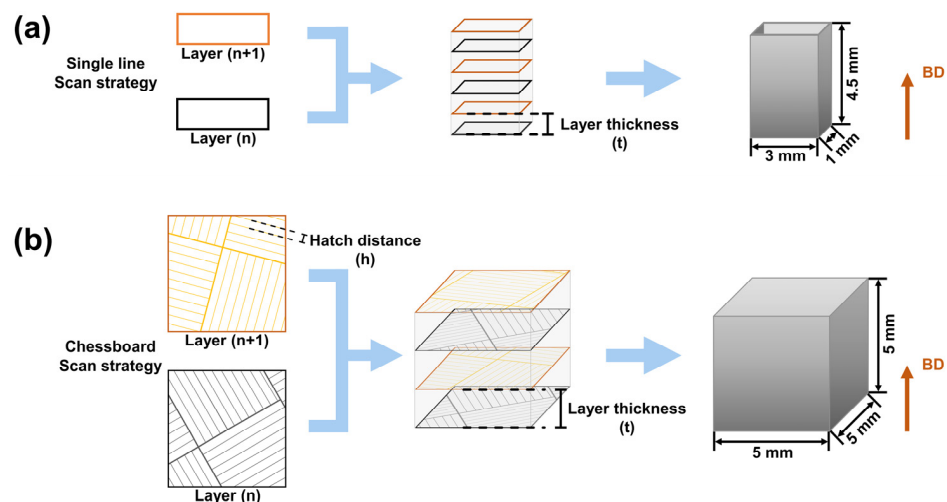 (a)
Single line
Scan strategy
Layer (n+1)
Layer (n)
Layer thickness
(t)
4.5 mm
3 mm
1 mm
BD
(b)
Chessboard
Scan strategy
Hatch distance
(h)
Layer (n+1)
Layer (n)
Layer thickness
(t)
5 mm
5 mm
5 mm
BD